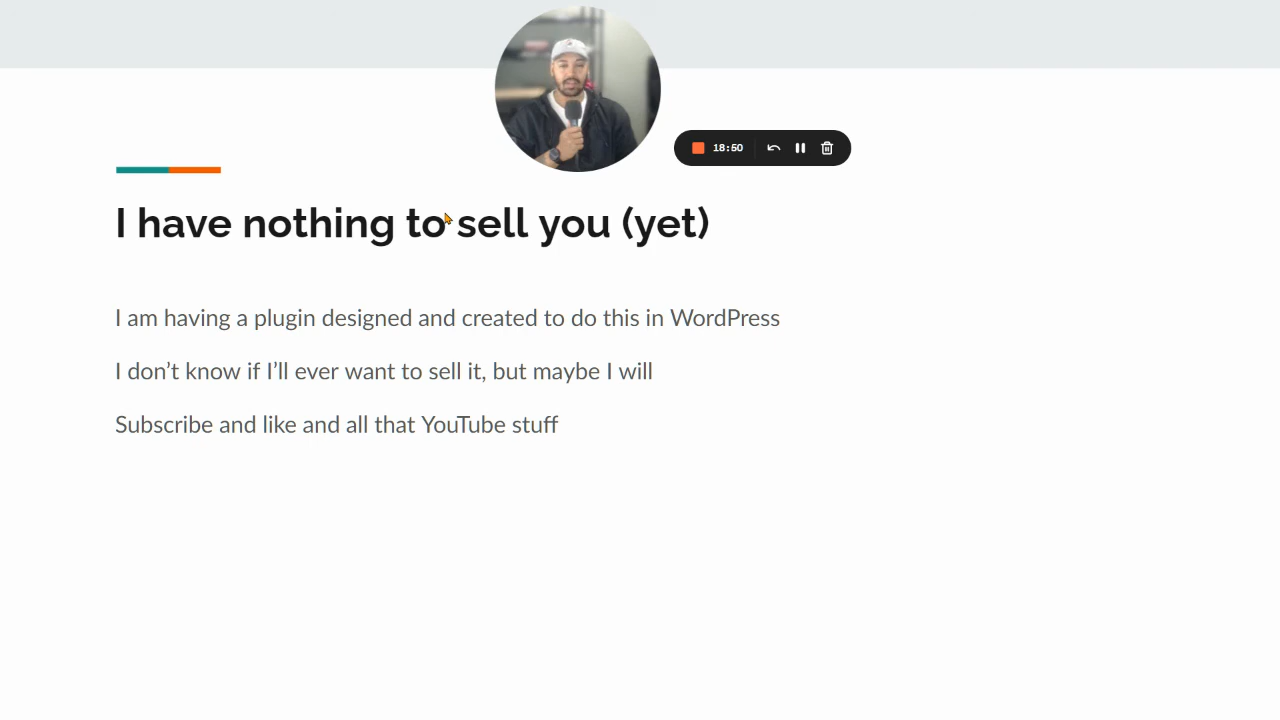 18:50
I have nothing to sell you (yet)
I am having a plugin designed and created to do this in WordPress
I don’t know if I’ll ever want to sell it, but maybe I will
Subscribe and like and all that YouTube stuff